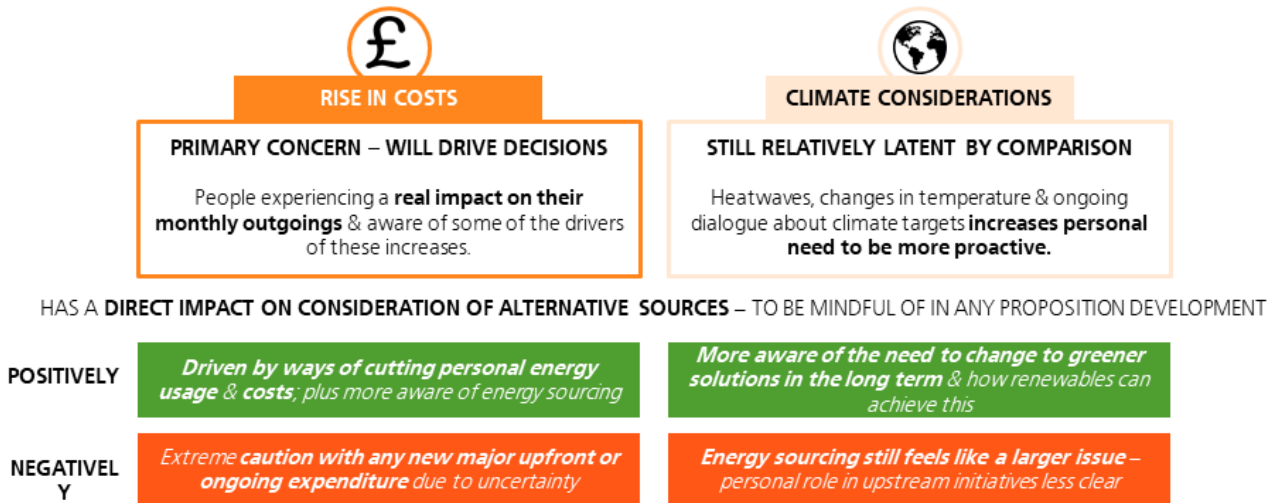 £
RISE IN COSTS
PRIMARY CONCERN – WILL DRIVE DECISIONS
People experiencing a real impact on their
monthly outgoings & aware of some of the drivers
of these increases.
CLIMATE CONSIDERATIONS
STILL RELATIVELY LATENT BY COMPARISON
Heatwaves, changes in temperature & ongoing
dialogue about climate targets increases personal
need to be more proactive.
HAS A DIRECT IMPACT ON CONSIDERATION OF ALTERNATIVE SOURCES – TO BE MINDFUL OF IN ANY PROPOSITION DEVELOPMENT
POSITIVELY
Driven by ways of cutting personal energy
usage & costs; plus more aware of energy sourcing
More aware of the need to change to greener
solutions in the long term & how renewables can
achieve this
NEGATIVEL
Y
Extreme caution with any new major upfront or
ongoing expenditure due to uncertainty
Energy sourcing still feels like a larger issue –
personal role in upstream initiatives less clear